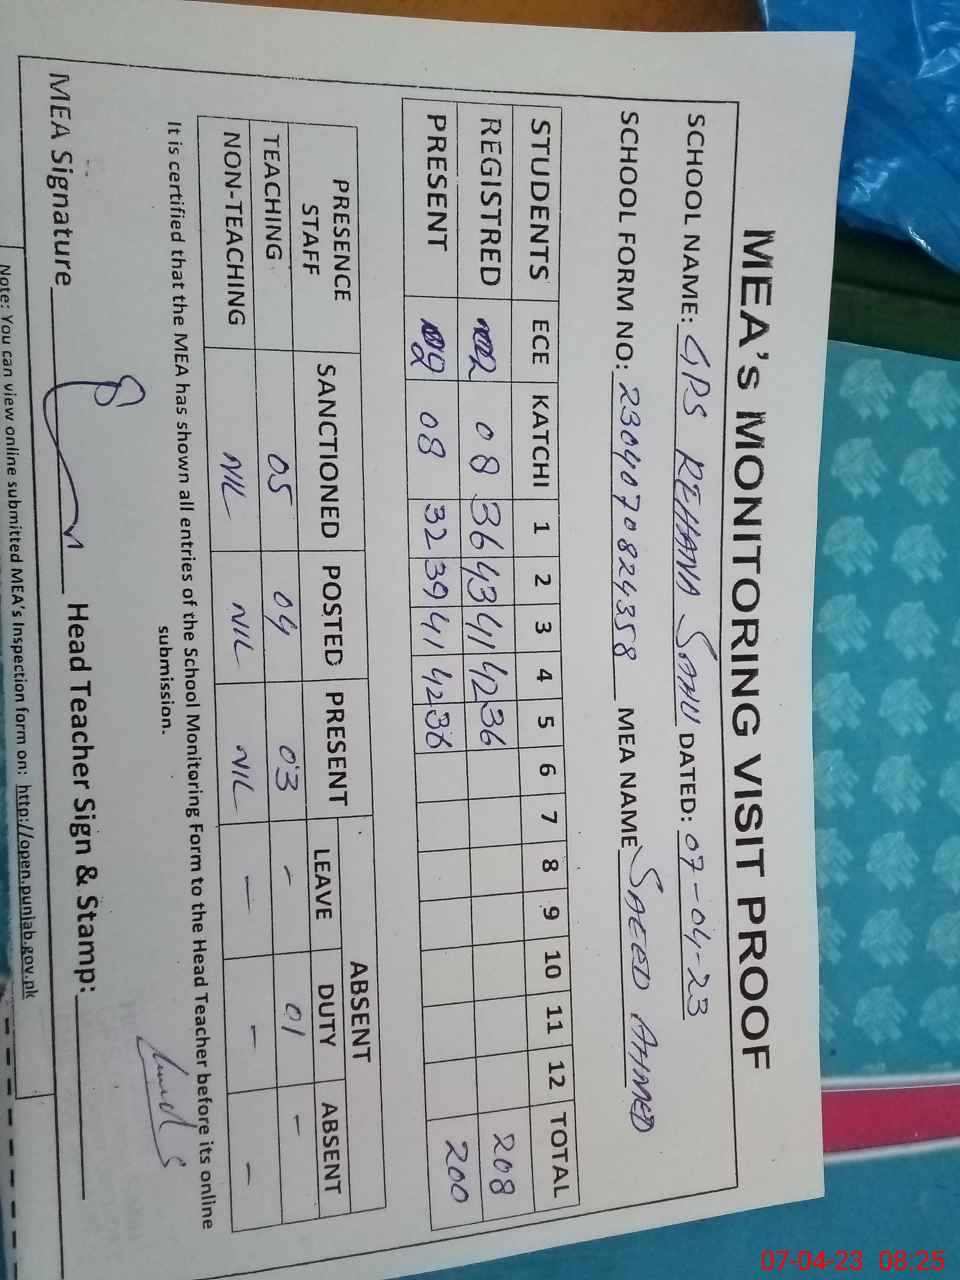 MEA's MONITORING VISIT PROOF
SCHOOL NAME: GPS REHANA SAHU DATED: 07-04-23
SCHOOL FORM NO: 2304070824358 MEA NAME SAEED AHMED
STUDENTS ECE KATCHI 1 2 3 4 5 6 7 8 9 10 11 12 TOTAL
REGISTRED 02 08 36 43 41 42 36 208
PRESENT 02 08 32 39 41 42 36 200
PRESENCE STAFF SANCTIONED POSTED PRESENT ABSENT
LEAVE DUTY ABSENT
TEACHING 05 04 03 - 01 -
NON-TEACHING NIL NIL NIL - - -
It is certified that the MEA has shown all entries of the School Monitoring Form to the Head Teacher before its online
submission.
MEA Signature Head Teacher Sign & Stamp:
Note: You can view online submitted MEA's Inspection form on: http://open.punjab.gov.pk
07-04-23 08:25